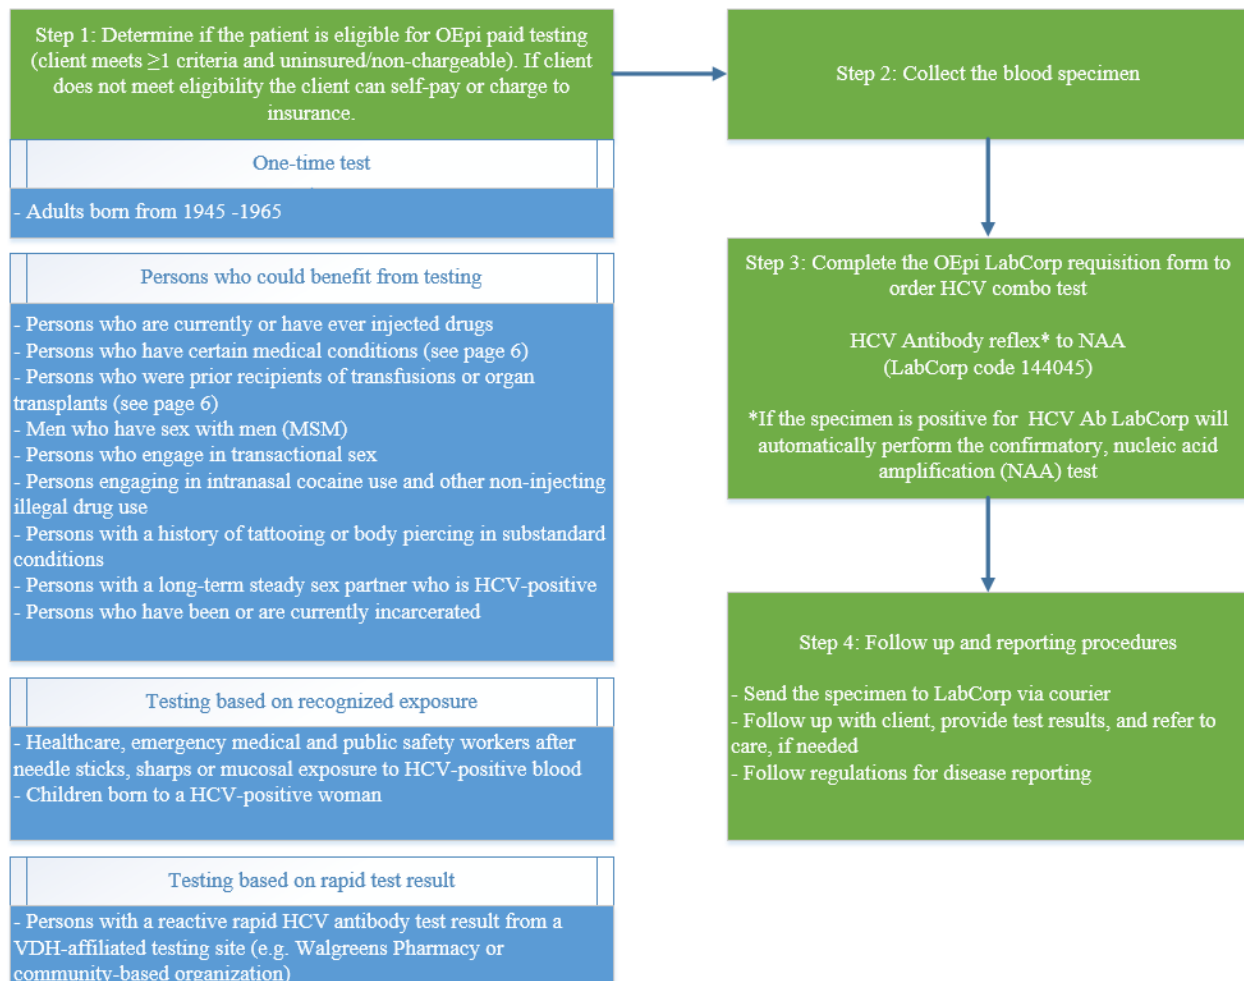 Step 1: Determine if the patient is eligible for OEpi paid testing
(client meets ≥1 criteria and uninsured/non-chargeable). If client
does not meet eligibility the client can self-pay or charge to
insurance.
One-time test
- Adults born from 1945 -1965
Persons who could benefit from testing
- Persons who are currently or have ever injected drugs
- Persons who have certain medical conditions (see page 6)
- Persons who were prior recipients of transfusions or organ
transplants (see page 6)
- Men who have sex with men (MSM)
- Persons who engage in transactional sex
- Persons engaging in intranasal cocaine use and other non-injecting
illegal drug use
- Persons with a history of tattooing or body piercing in substandard
conditions
- Persons with a long-term steady sex partner who is HCV-positive
- Persons who have been or are currently incarcerated
Testing based on recognized exposure
- Healthcare, emergency medical and public safety workers after
needle sticks, sharps or mucosal exposure to HCV-positive blood
- Children born to a HCV-positive woman
Testing based on rapid test result
- Persons with a reactive rapid HCV antibody test result from a
VDH-affiliated testing site (e.g. Walgreens Pharmacy or
community-based organization)
Step 2: Collect the blood specimen
Step 3: Complete the OEpi LabCorp requisition form to
order HCV combo test
HCV Antibody reflex* to NAA
(LabCorp code 144045)
*If the specimen is positive for HCV Ab LabCorp will
automatically perform the confirmatory, nucleic acid
amplification (NAA) test
Step 4: Follow up and reporting procedures
- Send the specimen to LabCorp via courier
- Follow up with client, provide test results, and refer to
care, if needed
- Follow regulations for disease reporting